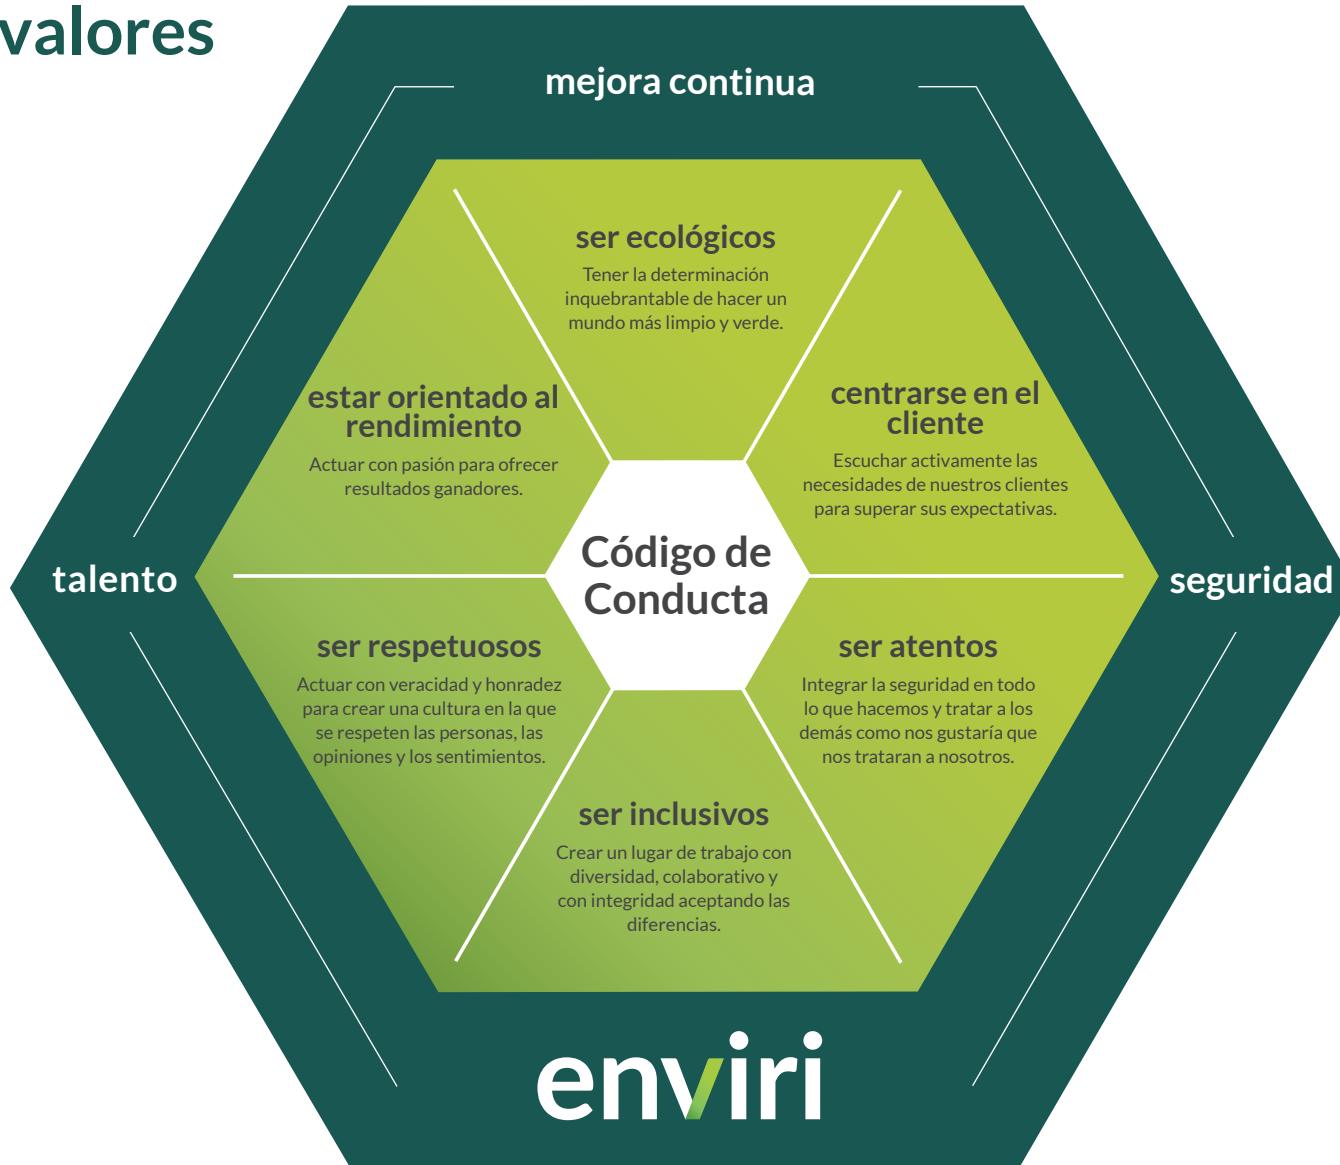 valores
mejora continua
ser ecológicos
Tener la determinación
inquebrantable de hacer un
mundo más limpio y verde.
estar orientado al
rendimiento
Actuar con pasión para ofrecer
resultados ganadores.
centrarse en el
cliente
Escuchar activamente las
necesidades de nuestros clientes
para superar sus expectativas.
Código de
Conducta
talento
seguridad
ser respetuosos
Actuar con veracidad y honradez
para crear una cultura en la que
se respeten las personas, las
opiniones y los sentimientos.
ser atentos
Integrar la seguridad en todo
lo que hacemos y tratar a los
demás como nos gustaría que
nos trataran a nosotros.
ser inclusivos
Crear un lugar de trabajo con
diversidad, colaborativo y
con integridad aceptando las
diferencias.
enviri